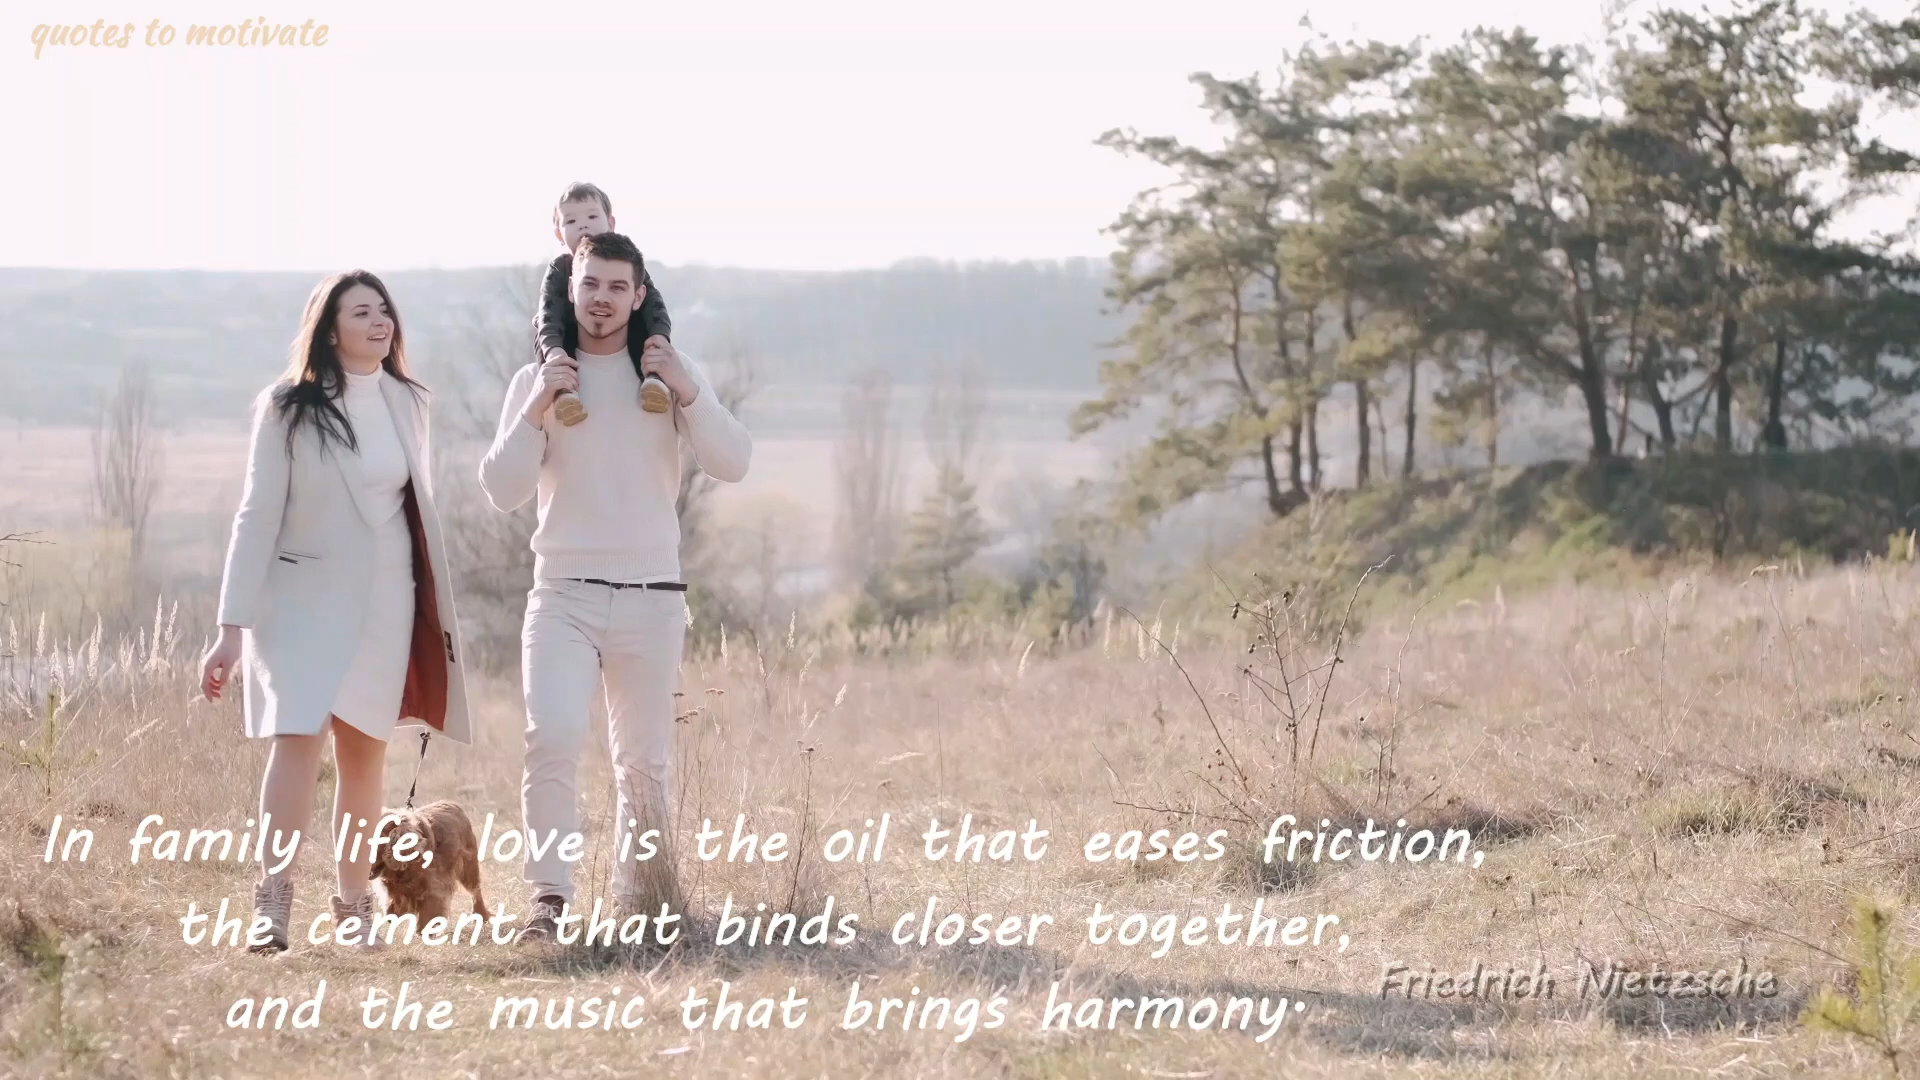 quotes to motivate
In family life, love is the oil that eases friction,
the cement that binds closer together,
and the music that brings harmony.
Friedrich Nietzsche